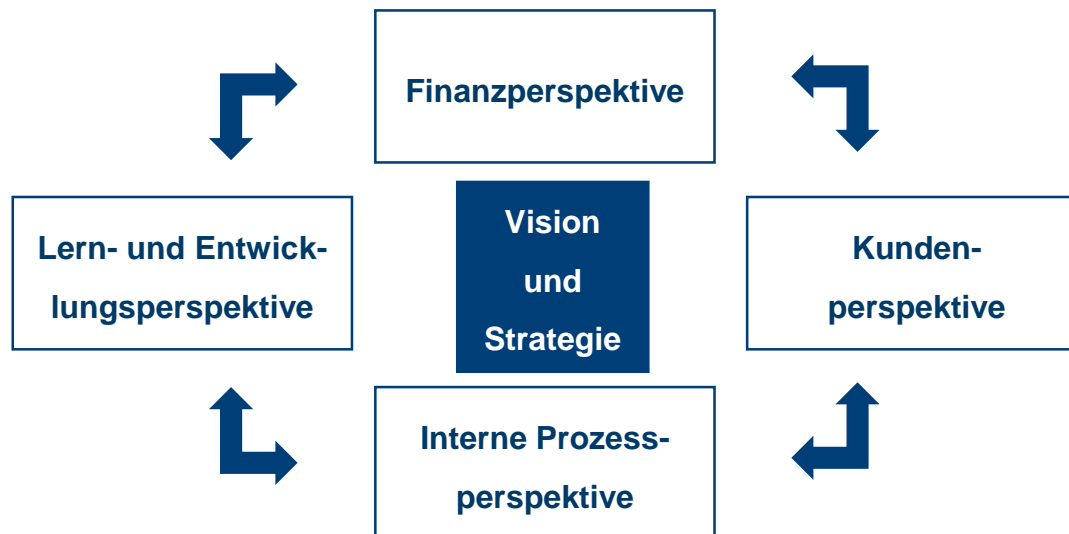 Finanzperspektive
Lern- und Entwick-
lungsperspektive
Vision
und
Strategie
Kunden-
perspektive
Interne Prozess-
perspektive